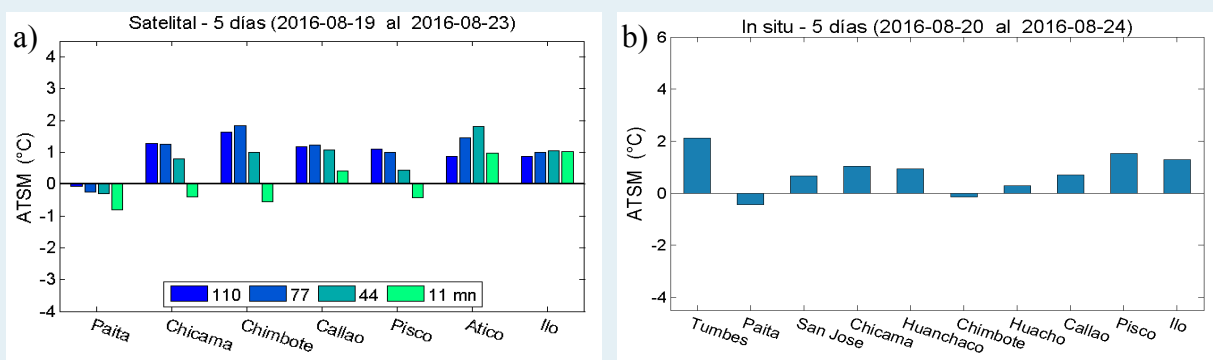 a)
Satelital - 5 días (2016-08-19 al 2016-08-23)
ATSM (°C)
4
3
2
1
0
-1
-2
-3
-4
110 77 44 11 mn
Paita Chicama Chimbote Callao Pisco Atico Ilo
b)
In situ - 5 días (2016-08-20 al 2016-08-24)
ATSM (°C)
6
4
2
0
-2
-4
Tumbes Paita San Jose Chicama Huanchaco Chimbote Huacho Callao Pisco Ilo